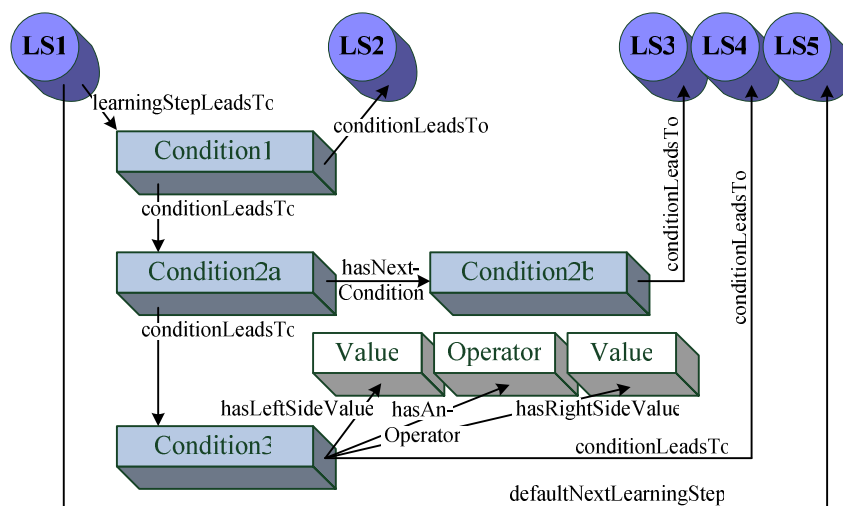 LS1
LS2
LS3
LS4
LS5
learningStepLeadsTo
conditionLeadsTo
Condition1
conditionLeadsTo
conditionLeadsTo
conditionLeadsTo
Condition2a
hasNext-
Condition
Condition2b
conditionLeadsTo
Value
Operator
Value
hasLeftSideValue
hasAn-
Operator
hasRightSideValue
Condition3
conditionLeadsTo
defaultNextLearningStep